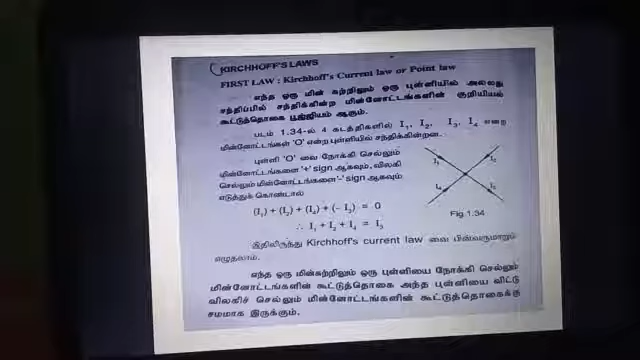 KIRCHHOFF'S LAWS
FIRST LAW : Kirchhoff's Current law or Point law
எந்த ஒரு மின் சுற்றிலும் ஒரு புள்ளியில் அல்லது
சந்திப்பில் சந்திக்கின்ற மின்னோட்டங்களின் குறியியல்
கூட்டுத்தொகை பூஜ்ஜியம் ஆகும்.
படம் 1.34-ல் 4 கடத்திகளில் I₁, I₂, I₃, I₄ என்ற
மின்னோட்டங்கள் 'O' என்ற புள்ளியில் சந்திக்கின்றன.
புள்ளி 'O' வை நோக்கி செல்லும்
மின்னோட்டங்களை '+' sign ஆகவும், விலகி
செல்லும் மின்னோட்டங்களை '-' sign ஆகவும்
எடுத்துக் கொண்டால்
(I₁) + (I₂) + (I₄) + (– I₃) = 0
∴ I₁ + I₂ + I₄ = I₃
I₁
I₂
I₄
I₃
Fig 1.34
இதிலிருந்து Kirchhoff's current law வை பின்வருமாறு
எழுதலாம்.
எந்த ஒரு மின்சுற்றிலும் ஒரு புள்ளியை நோக்கி செல்லும்
மின்னோட்டங்களின் கூட்டுத்தொகை அந்த புள்ளியை விட்டு
விலகிச் செல்லும் மின்னோட்டங்களின் கூட்டுத்தொகைக்கு
சமமாக இருக்கும்.